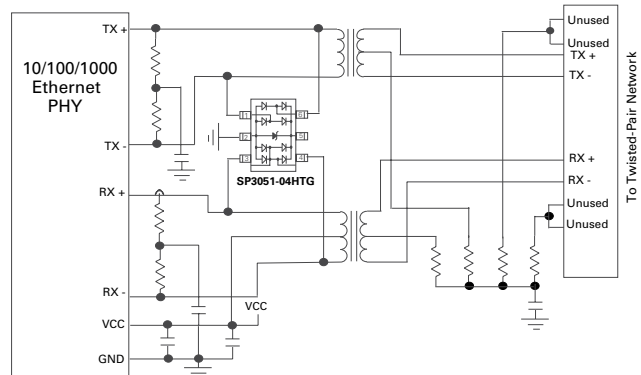 TX +
10/100/1000
Ethernet
PHY
TX -
RX +
RX -
VCC
GND
1
2
3
6
5
4
SP3051-04HTG
VCC
Unused
Unused
TX +
TX -
RX +
RX -
Unused
Unused
To Twisted-Pair Network